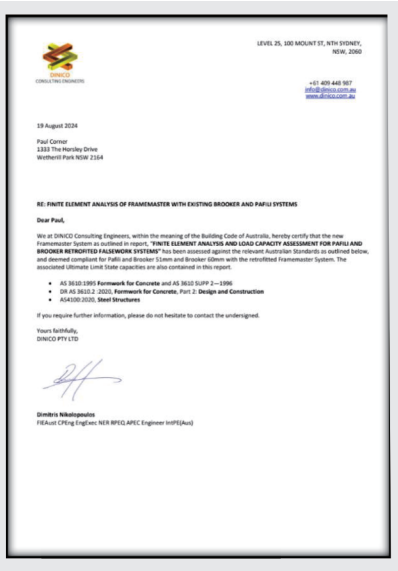 LEVEL 25, 100 MOUNT ST, NTH SYDNEY,
NSW, 2060
DINICO
CONSULTING ENGINEERS
+61 409 448 987
info@dinico.com.au
www.dinico.com.au
19 August 2024
Paul Corner
1333 The Horsley Drive
Wetherill Park NSW 2164
RE: FINITE ELEMENT ANALYSIS OF FRAMEMASTER WITH EXISTING BROOKER AND PAFILI SYSTEMS
Dear Paul,
We at DINICO Consulting Engineers, within the meaning of the Building Code of Australia, hereby certify that the new
Framemaster System as outlined in report, "FINITE ELEMENT ANALYSIS AND LOAD CAPACITY ASSESSMENT FOR PAFILI AND
BROOKER RETROFITED FALSEWORK SYSTEMS" has been assessed against the relevant Australian Standards as outlined below,
and deemed compliant for Pafili and Brooker 51mm and Brooker 60mm with the retrofitted Framemaster System. The
associated Ultimate Limit State capacities are also contained in this report.
• AS 3610:1995 Formwork for Concrete and AS 3610 SUPP 2—1996
• DR AS 3610.2 :2020, Formwork for Concrete, Part 2: Design and Construction
• AS4100:2020, Steel Structures
If you require further information, please do not hesitate to contact the undersigned.
Yours faithfully,
DINICO PTY LTD
Dimitris Nikolopoulos
FIEAust CPEng EngExec NER RPEQ APEC Engineer IntPE(Aus)